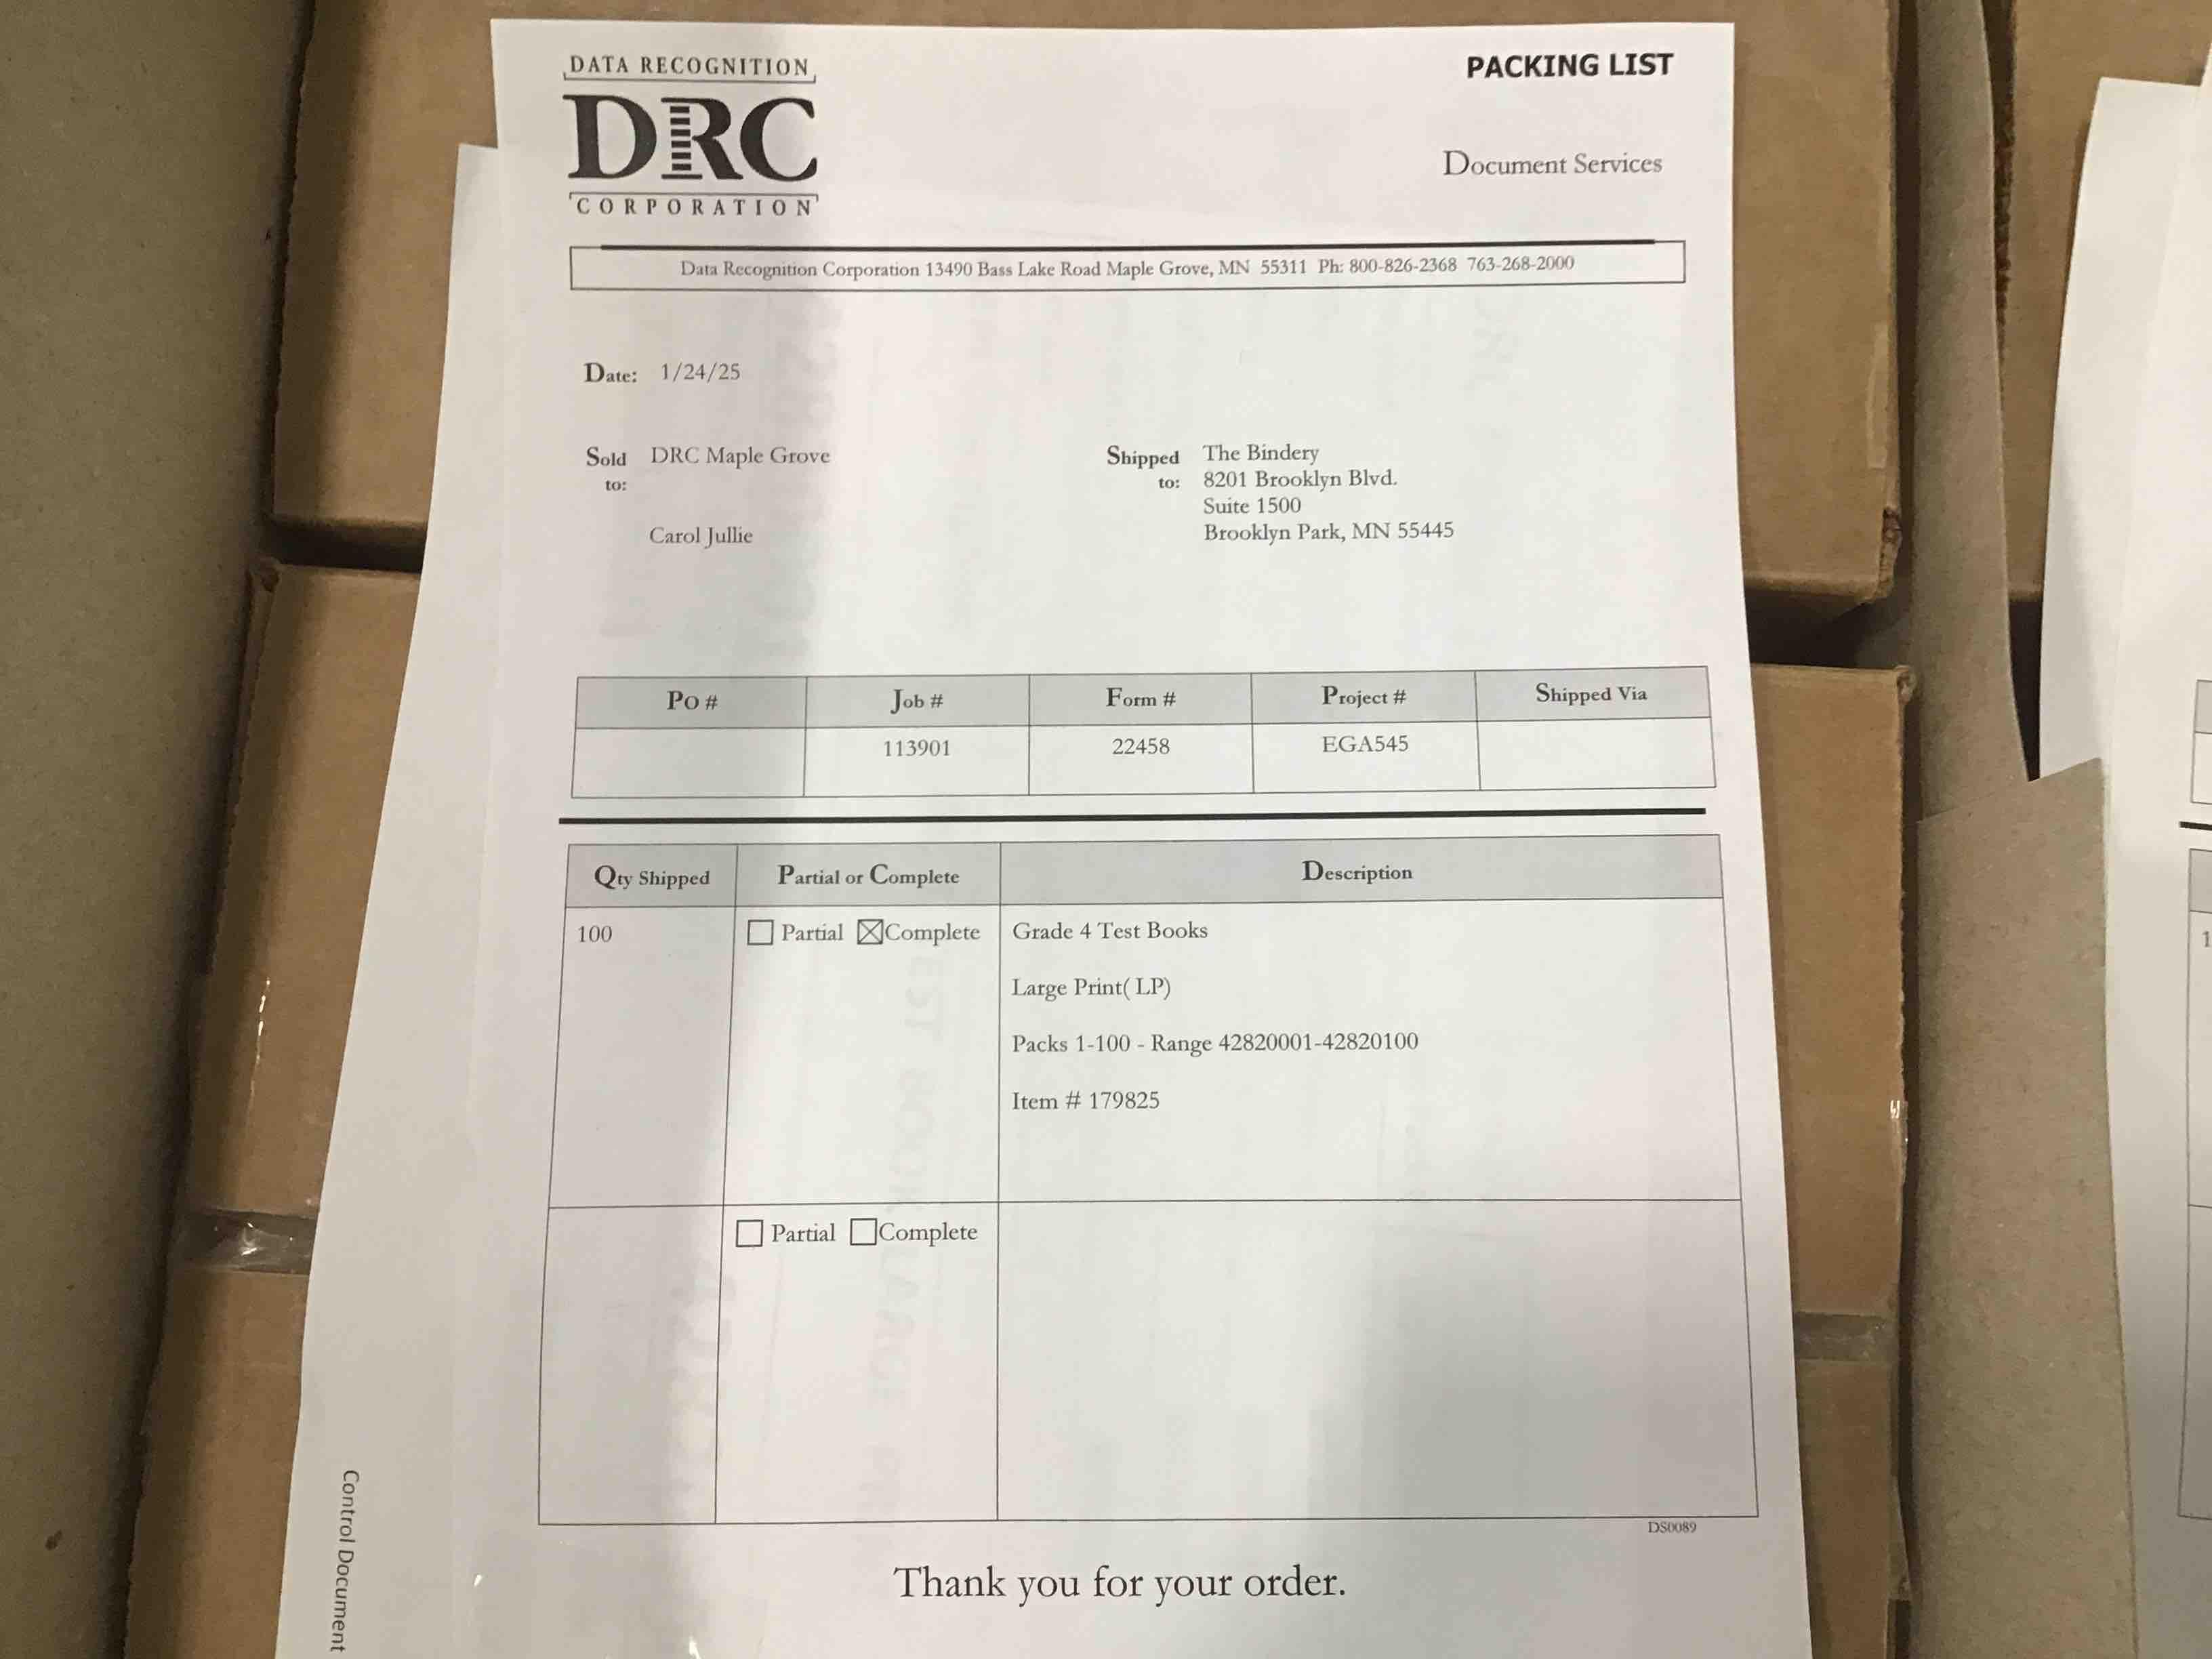 DATA RECOGNITION
DRC
CORPORATION
PACKING LIST
Document Services
Data Recognition Corporation 13490 Bass Lake Road Maple Grove, MN 55311 Ph: 800-826-2368 763-268-2000
Date: 1/24/25
Sold to: DRC Maple Grove
Carol Jullie
Shipped to: The Bindery
8201 Brooklyn Blvd.
Suite 1500
Brooklyn Park, MN 55445
Po # Job # Form # Project # Shipped Via
113901 22458 EGA545
Qty Shipped Partial or Complete Description
100 Partial Complete Grade 4 Test Books
Large Print( LP)
Packs 1-100 - Range 42820001-42820100
Item # 179825
Partial Complete
DS0089
Thank you for your order.
Control Document